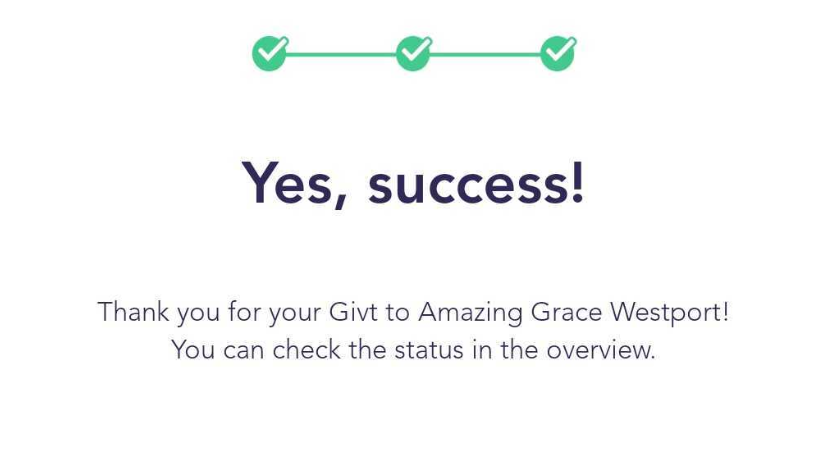 Yes, success!
Thank you for your Givt to Amazing Grace Westport!
You can check the status in the overview.